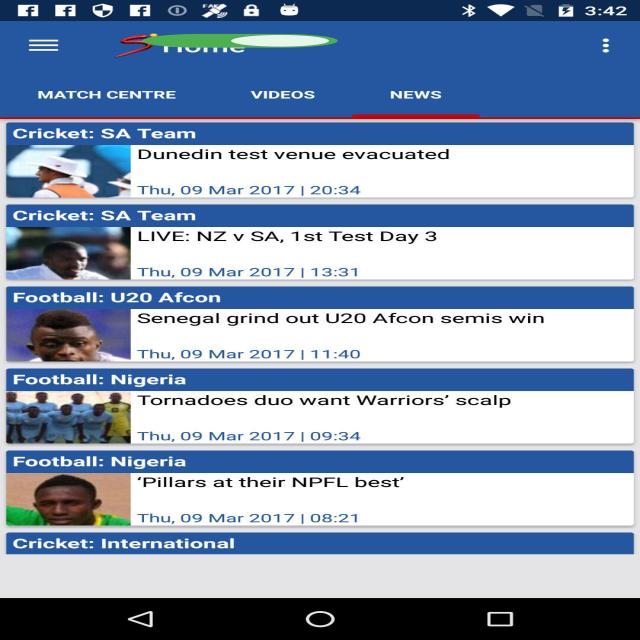 3:42
Home
MATCH CENTRE
VIDEOS
NEWS
Cricket: SA Team
Dunedin test venue evacuated
Thu, 09 Mar 2017 | 20:34
Cricket: SA Team
LIVE: NZ v SA, 1st Test Day 3
Thu, 09 Mar 2017 | 13:31
Football: U20 Afcon
Senegal grind out U20 Afcon semis win
Thu, 09 Mar 2017 | 11:40
Football: Nigeria
Tornadoes duo want Warriors’ scalp
Thu, 09 Mar 2017 | 09:34
Football: Nigeria
‘Pillars at their NPFL best’
Thu, 09 Mar 2017 | 08:21
Cricket: International